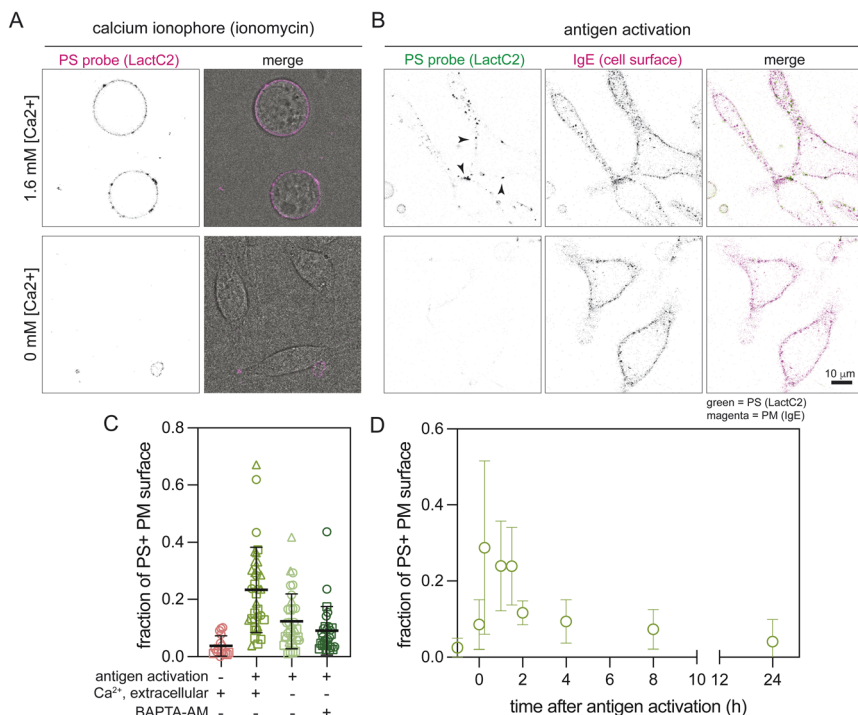 A
calcium ionophore (ionomycin)
PS probe (LactC2)
merge
1.6 mM [Ca2+]
0 mM [Ca2+]
B
antigen activation
PS probe (LactC2)
IgE (cell surface)
merge
10 µm
green = PS (LactC2)
magenta = PM (IgE)
C
fraction of PS+ PM surface
0.8
0.6
0.4
0.2
0.0
antigen activation - + + +
Ca²⁺, extracellular + + - -
BAPTA-AM - - - +
D
fraction of PS+ PM surface
0.6
0.4
0.2
0.0
0 2 4 6 8 10 12 24
time after antigen activation (h)